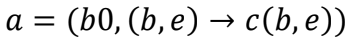 a = (b0, (b, e) → c(b, e))